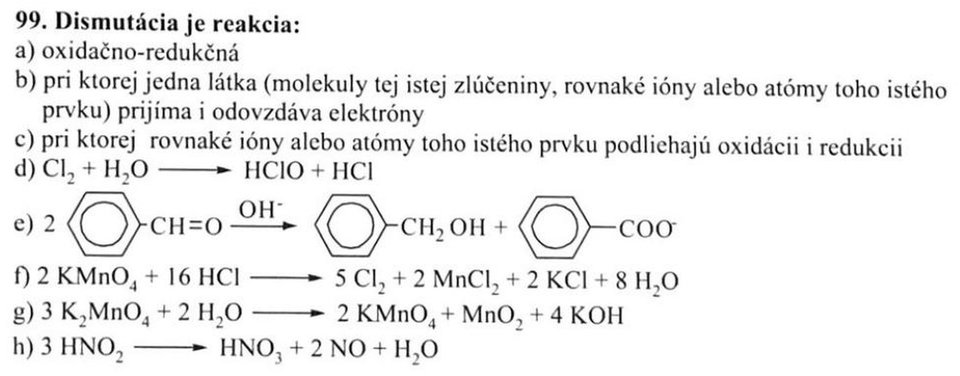 99. Dismutácia je reakcia:
a) oxidačno-redukčná
b) pri ktorej jedna látka (molekuly tej istej zlúčeniny, rovnaké ióny alebo atómy toho istého
prvku) prijíma i odovzdáva elektróny
c) pri ktorej rovnaké ióny alebo atómy toho istého prvku podliehajú oxidácii i redukcii
d) Cl₂ + H₂O ⟶ HClO + HCl
e) 2 CH=O OH⁻ ⟶ CH₂OH + COO⁻
f) 2 KMnO₄ + 16 HCl ⟶ 5 Cl₂ + 2 MnCl₂ + 2 KCl + 8 H₂O
g) 3 K₂MnO₄ + 2 H₂O ⟶ 2 KMnO₄ + MnO₂ + 4 KOH
h) 3 HNO₂ ⟶ HNO₃ + 2 NO + H₂O